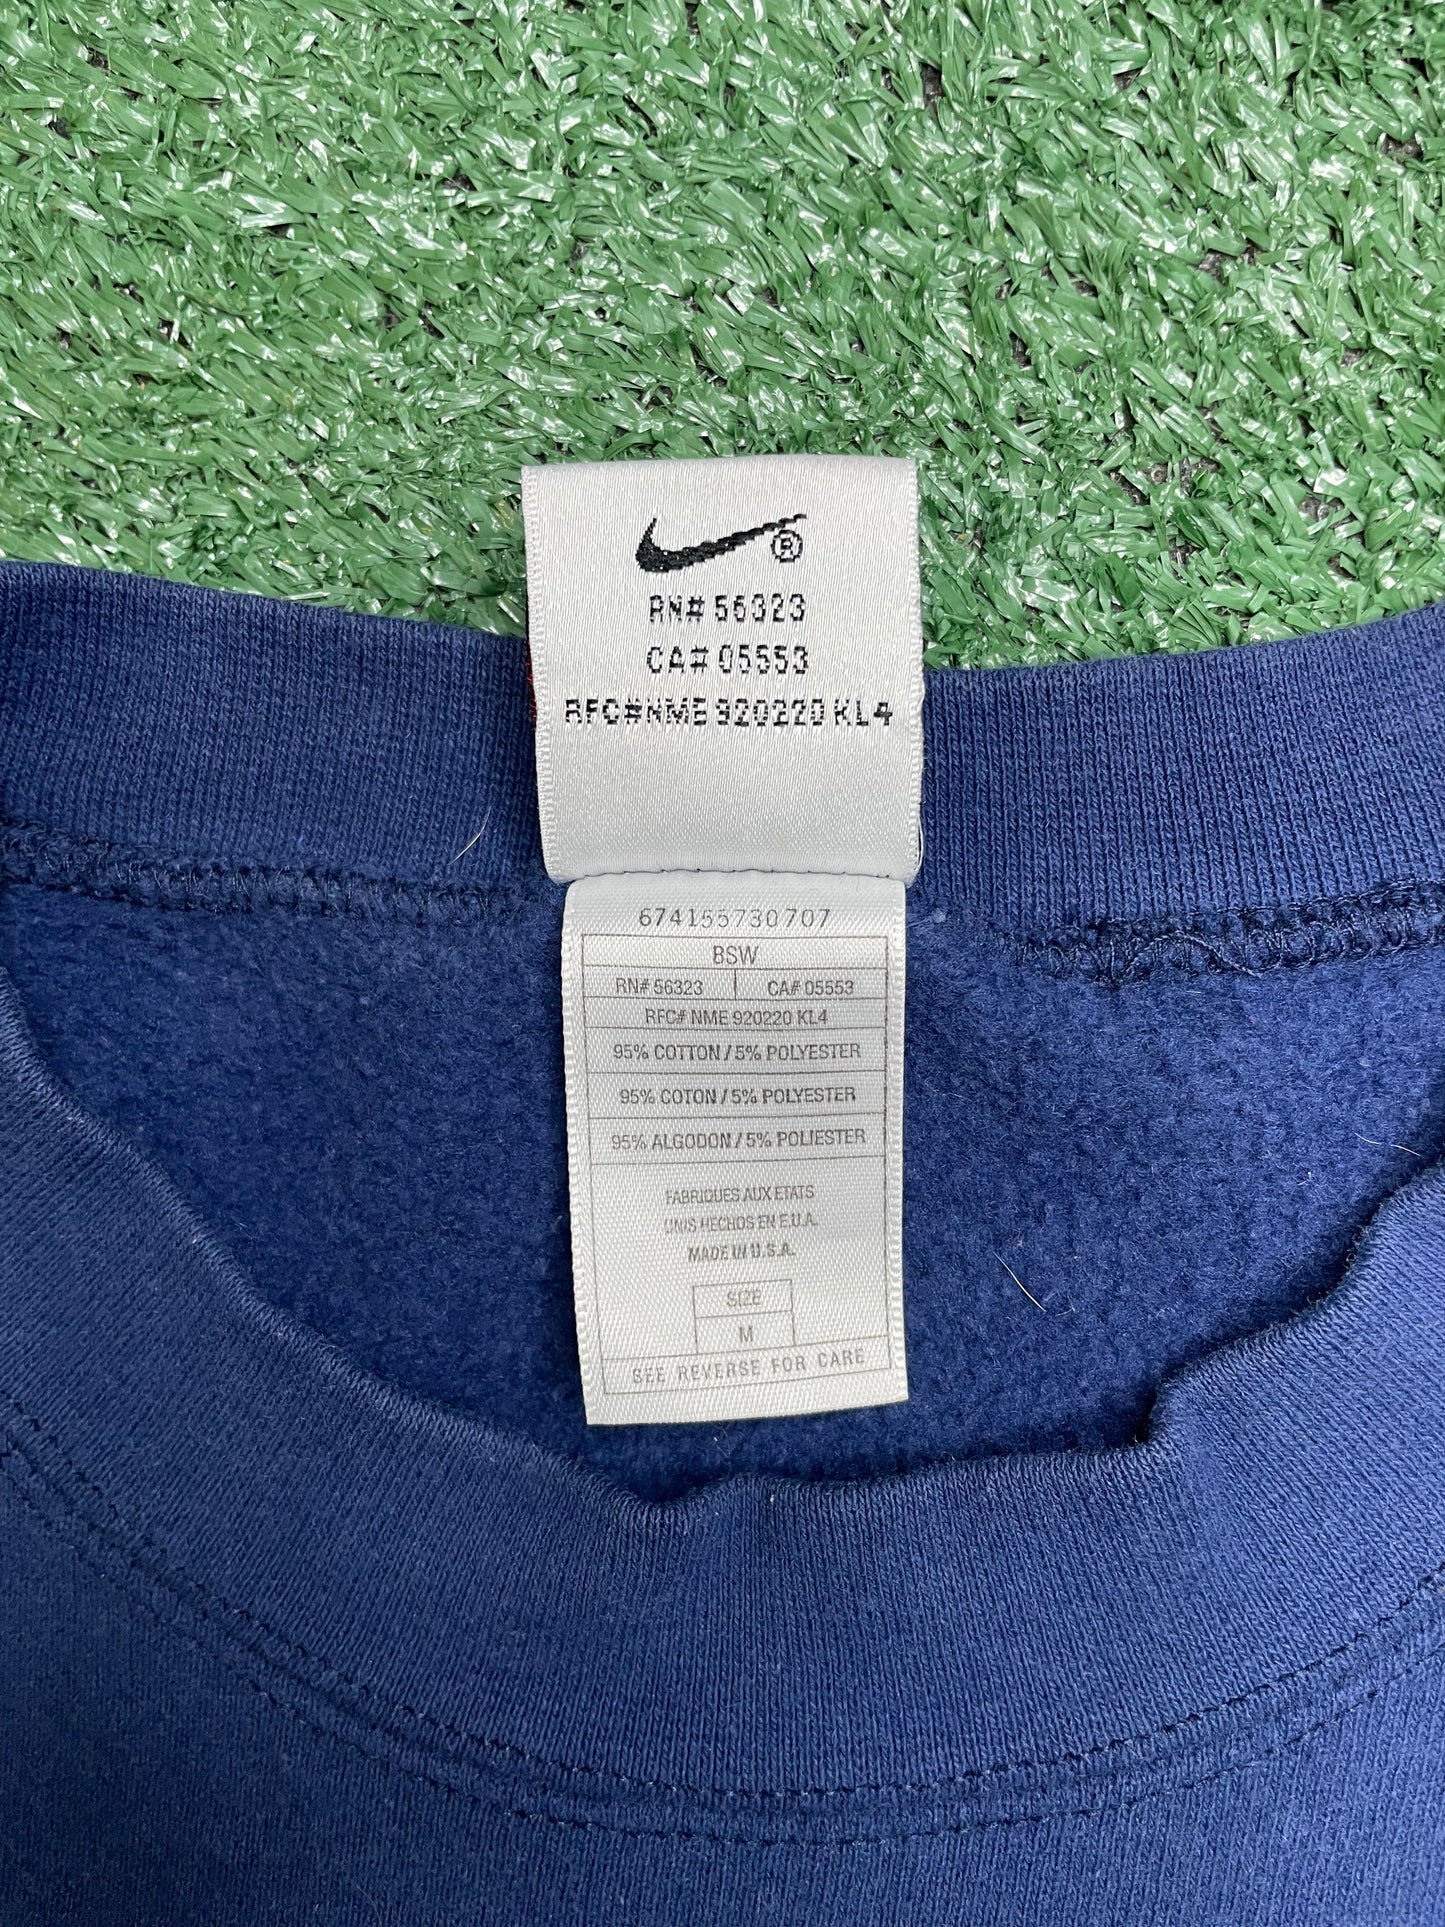 ®
RN# 56323
CA# 05553
RFC#NME 920220 KL4
674155730707
BSW
RN# 56323 CA# 05553
RFC# NME 920220 KL4
95% COTTON / 5% POLYESTER
95% COTON / 5% POLYESTER
95% ALGODON / 5% POLIESTER
FABRIQUES AUX ETATS
UNIS HECHOS EN E.U.A.
MADE IN U.S.A.
SIZE
M
SEE REVERSE FOR CARE